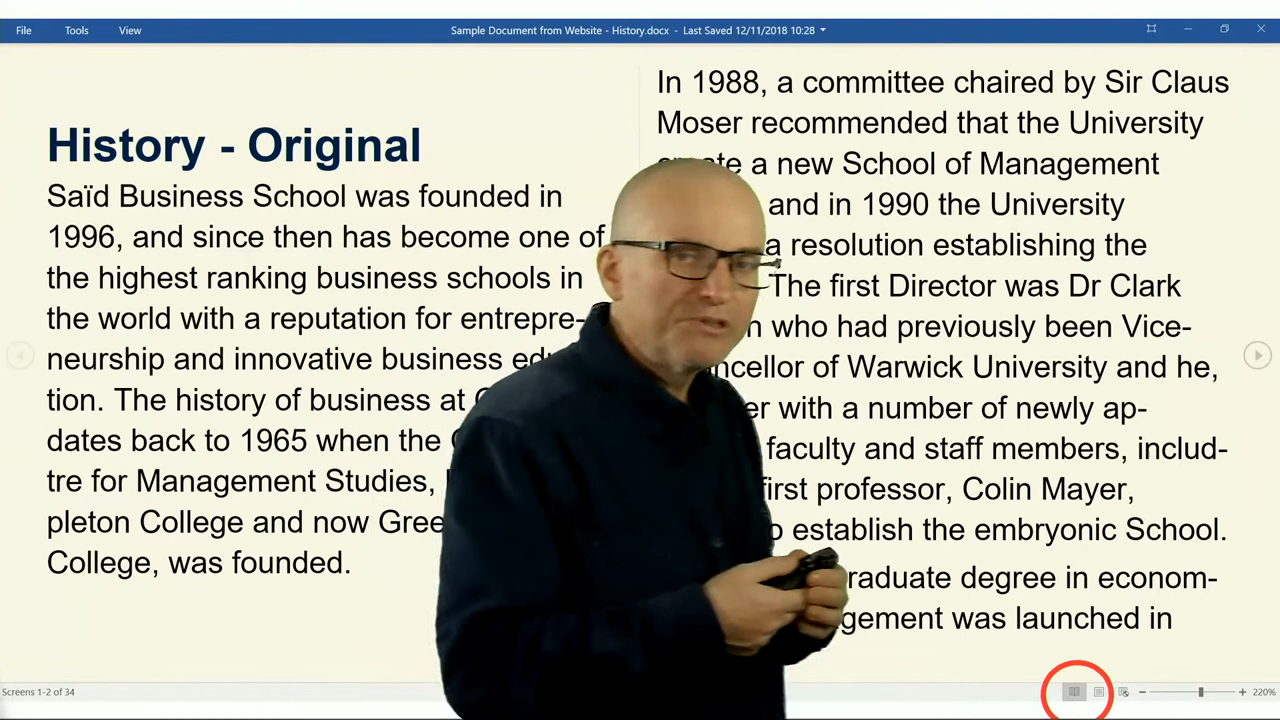 File Tools View
Sample Document from Website - History.docx - Last Saved 12/11/2018 10:28
History - Original
Saïd Business School was founded in
1996, and since then has become one of
the highest ranking business schools in
the world with a reputation for entrepre-
neurship and innovative business
tion. The history of business at
dates back to 1965 when the
tre for Management Studies,
pleton College and now
College, was founded.
In 1988, a committee chaired by Sir Claus
Moser recommended that the University
a new School of Management
and in 1990 the University
a resolution establishing the
The first Director was Dr Clark
who had previously been Vice-
of Warwick University and he,
with a number of newly ap-
faculty and staff members, includ-
first professor, Colin Mayer,
establish the embryonic School.
degree in econom-
was launched in
Screens 1-2 of 34
220%